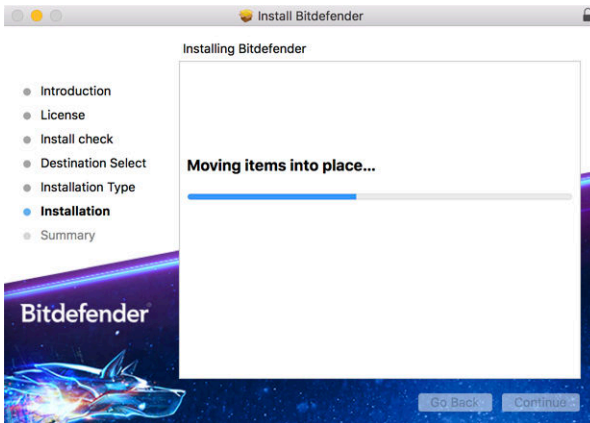 Install Bitdefender
Installing Bitdefender
Introduction
License
Install check
Destination Select
Installation Type
Installation
Summary
Moving items into place...
Bitdefender
Go Back
Continue